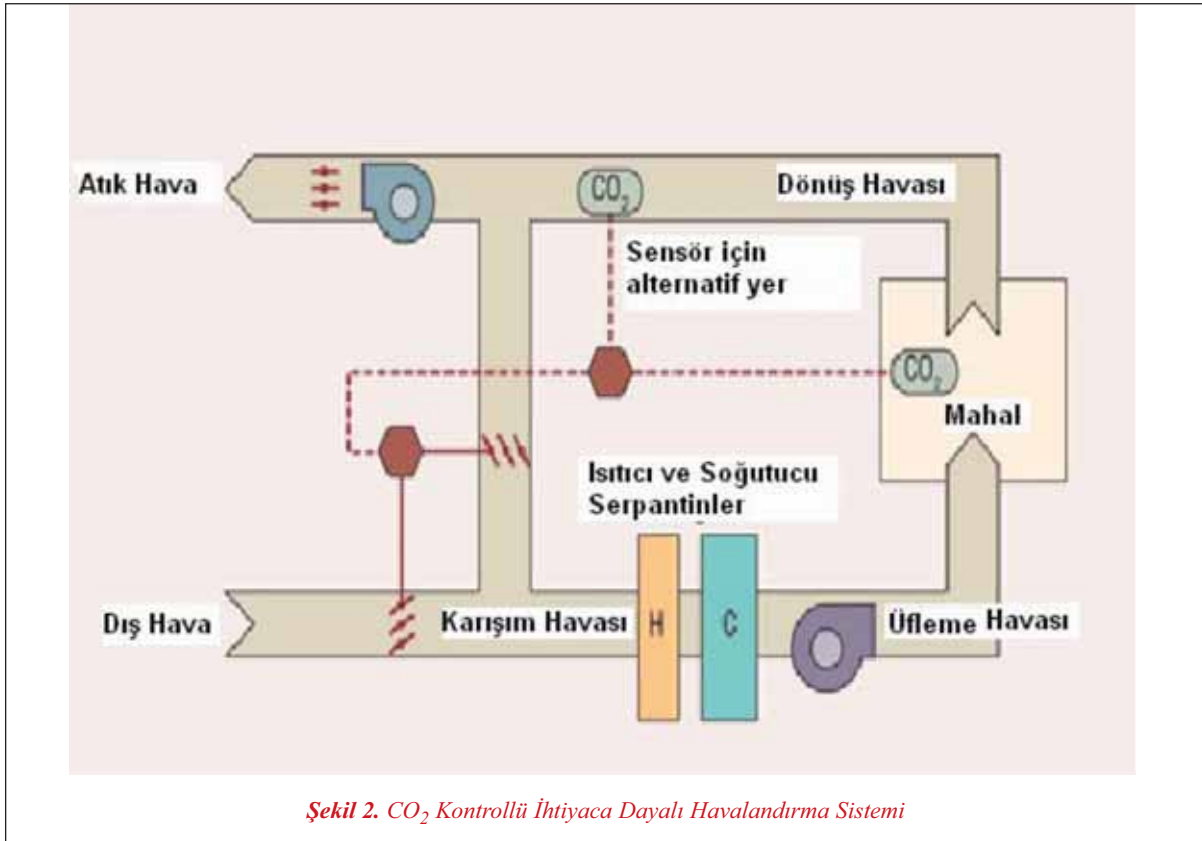 Atık Hava
CO2
Dönüş Havası
Sensör için
alternatif yer
CO2
Mahal
Isıtıcı ve Soğutucu
Serpantinler
Dış Hava
Karışım Havası
H
C
Üfleme Havası
Şekil 2. CO2 Kontrollü İhtiyaca Dayalı Havalandırma Sistemi